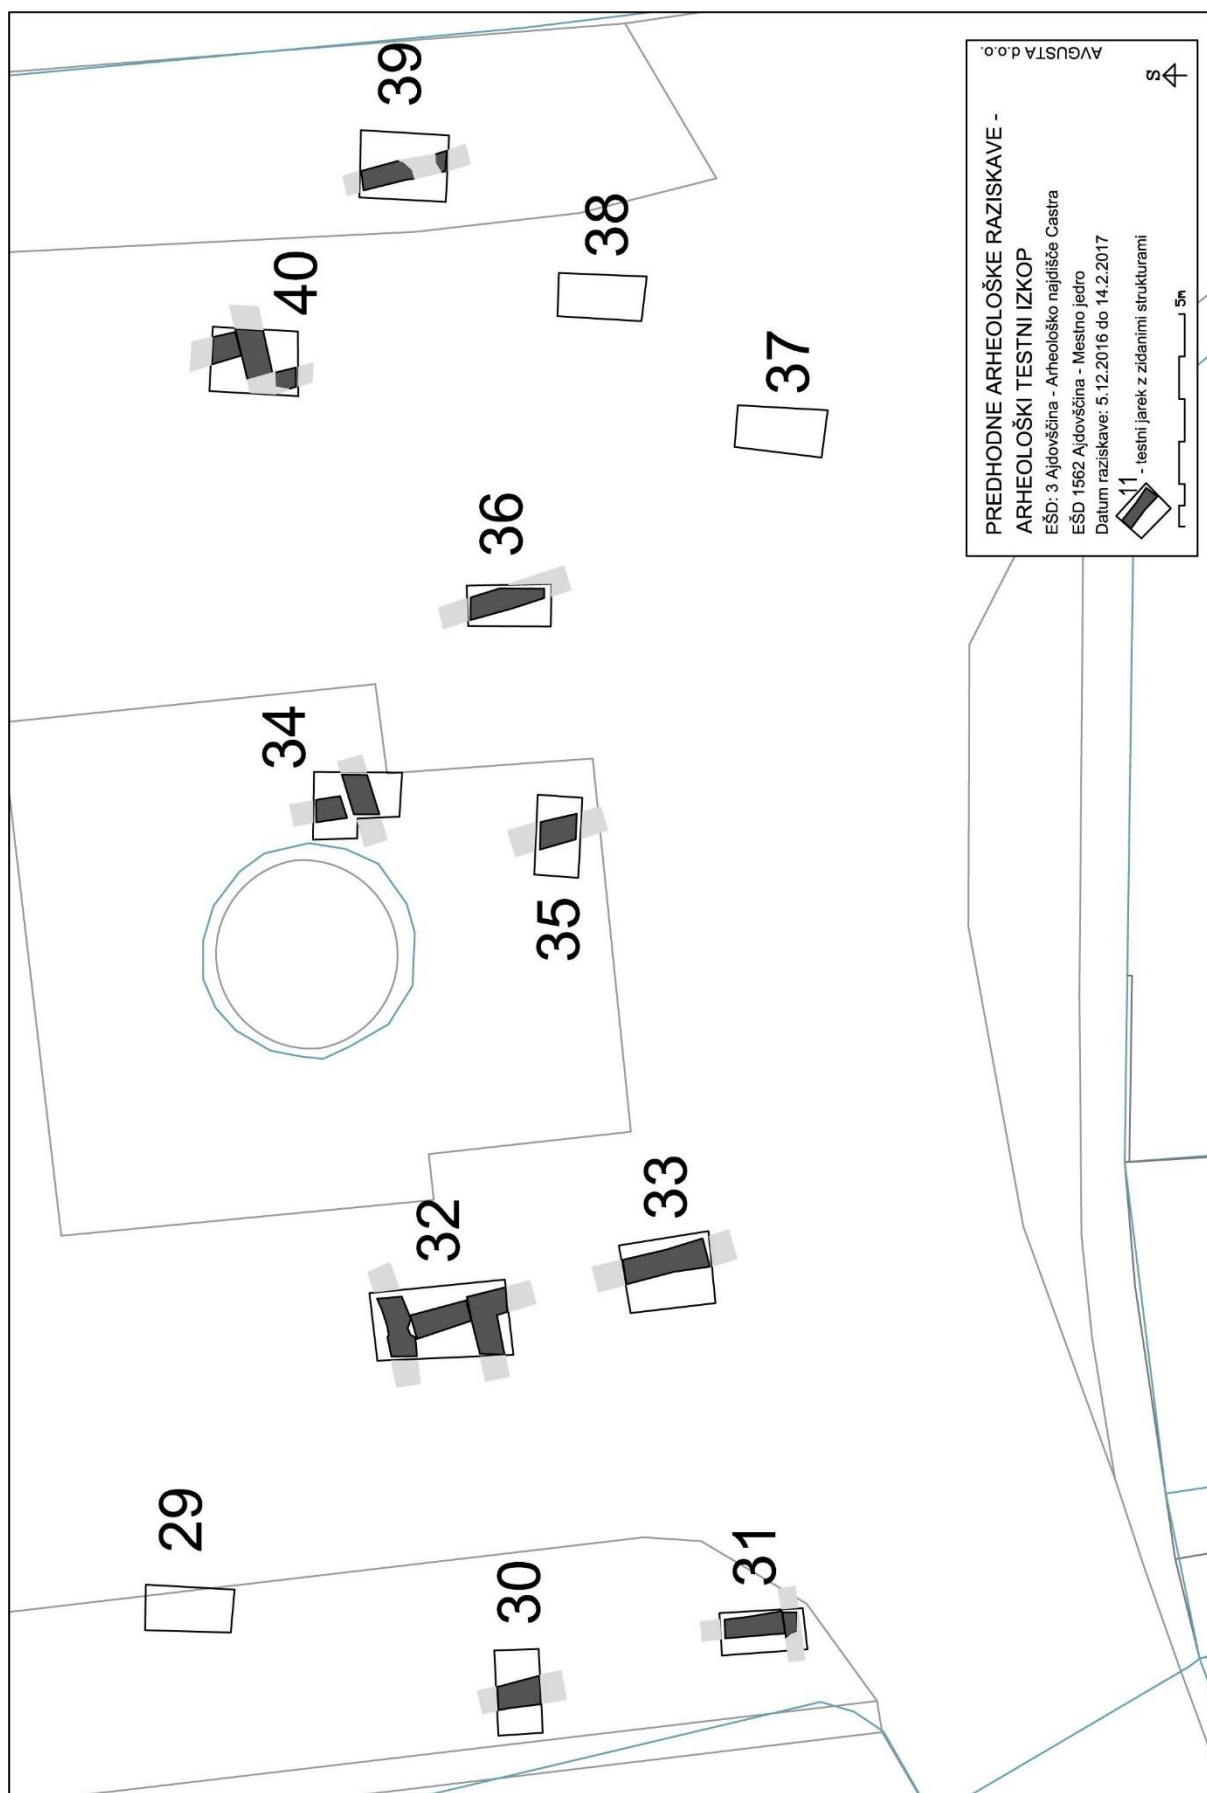 29
30
31
32
33
34
35
36
37
38
39
40
PREDHODNE ARHEOLOŠKE RAZISKAVE -
ARHEOLOŠKI TESTNI IZKOP
EŠD: 3 Ajdovščina - Arheološko najdišče Castra
EŠD 1562 Ajdovščina - Mestno jedro
Datum raziskave: 5.12.2016 do 14.2.2017
11 - testni jarek z zidanimi strukturami
5m
S
AVGUSTA d.o.o.